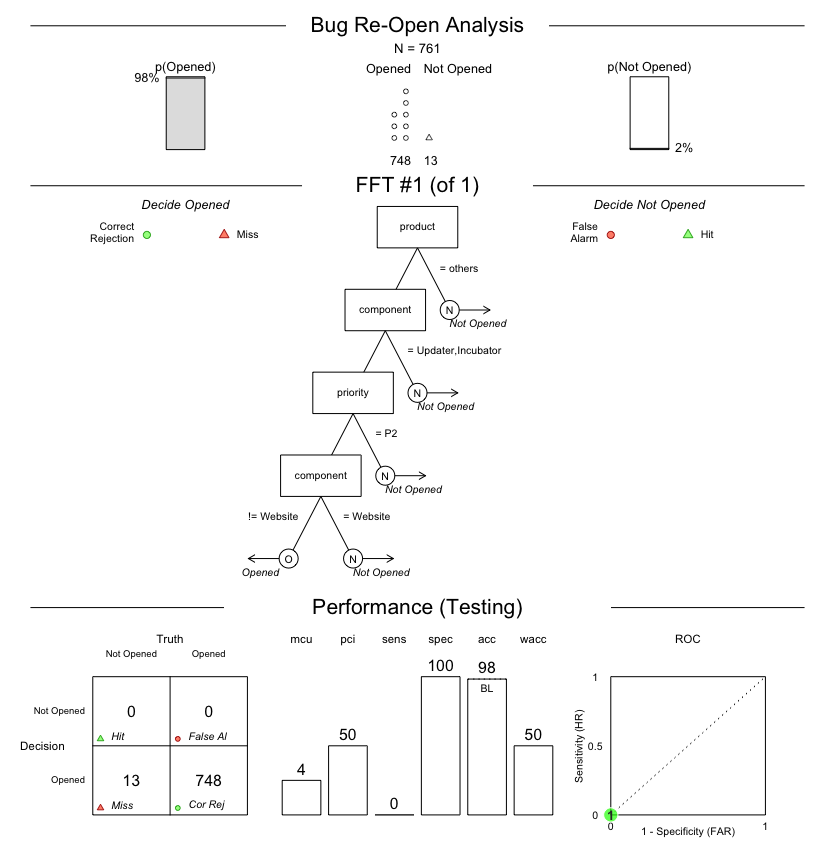 Bug Re-Open Analysis
N = 761
p(Opened)
98%
Opened Not Opened
748 13
p(Not Opened)
2%
FFT #1 (of 1)
Decide Opened
Correct
Rejection
Miss
Decide Not Opened
False
Alarm
Hit
product
= others
N
Not Opened
component
= Updater,Incubator
N
Not Opened
priority
= P2
N
Not Opened
component
!= Website
= Website
O
N
Opened
Not Opened
Performance (Testing)
Truth
Not Opened Opened
Decision
Not Opened
0 0
Hit False Al
Opened
13 748
Miss Cor Rej
mcu pci sens spec acc wacc
4 50 0 100 98 50
BL
ROC
Sensitivity (HR)
1
0.5
0
1
0 1
1 - Specificity (FAR)